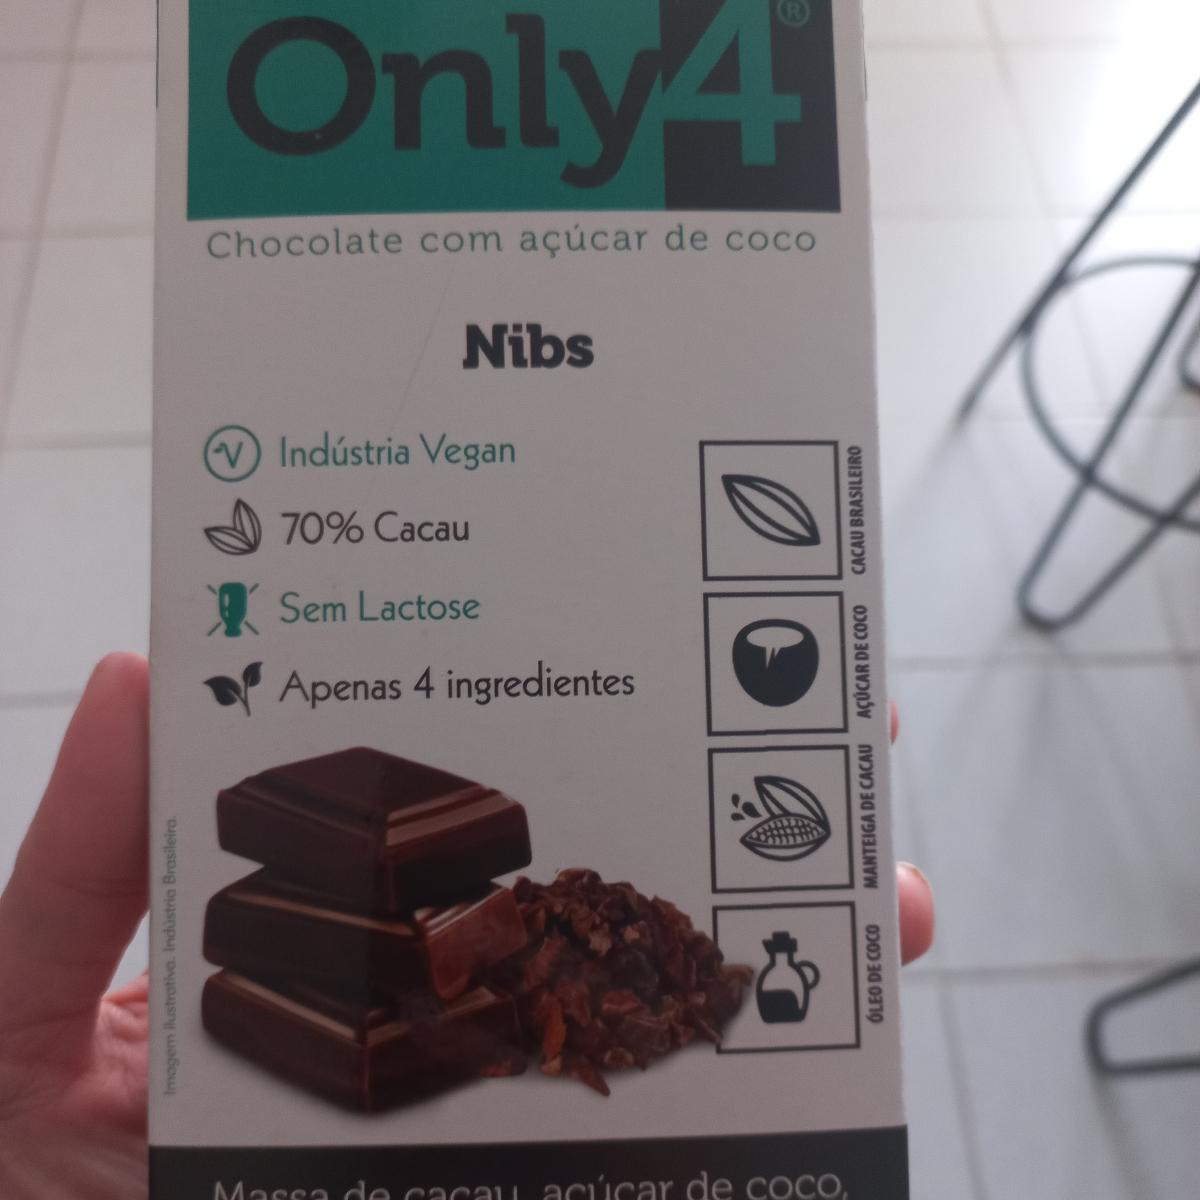 Only4®
Chocolate com açúcar de coco
Nibs
V Indústria Vegan
70% Cacau
Sem Lactose
Apenas 4 ingredientes
CACAU BRASILEIRO
AÇÚCAR DE COCO
MANTEIGA DE CACAU
ÓLEO DE COCO
Imagem ilustrativa. Indústria Brasileira.
Massa de cacau, açúcar de coco,